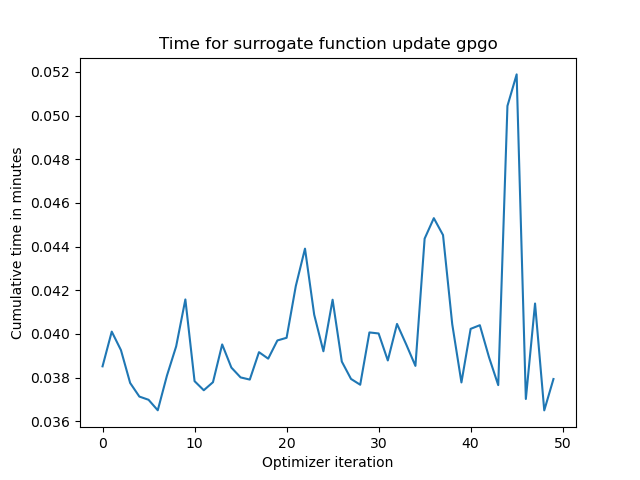 Time for surrogate function update gpgo
Cumulative time in minutes
0.052
0.050
0.048
0.046
0.044
0.042
0.040
0.038
0.036
0 10 20 30 40 50
Optimizer iteration